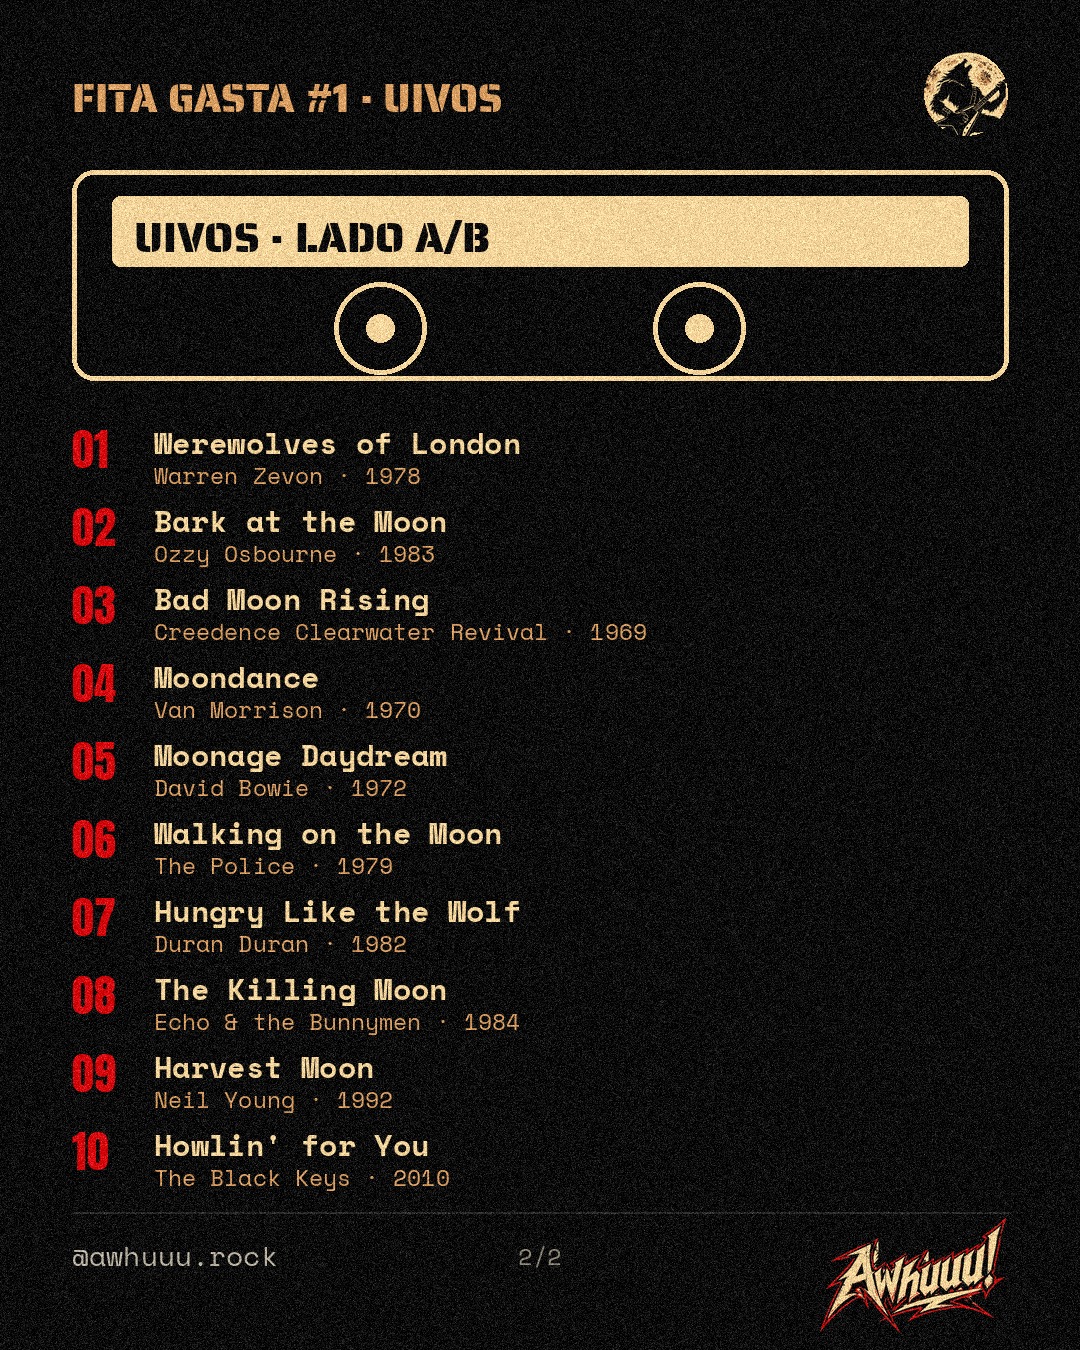 FITA GASTA #1 · UIVOS
UIVOS · LADO A/B
01 Werewolves of London
Warren Zevon · 1978
02 Bark at the Moon
Ozzy Osbourne · 1983
03 Bad Moon Rising
Creedence Clearwater Revival · 1969
04 Moondance
Van Morrison · 1970
05 Moonage Daydream
David Bowie · 1972
06 Walking on the Moon
The Police · 1979
07 Hungry Like the Wolf
Duran Duran · 1982
08 The Killing Moon
Echo & the Bunnymen · 1984
09 Harvest Moon
Neil Young · 1992
10 Howlin' for You
The Black Keys · 2010
@awhuuu.rock 2/2
Awhuuu!